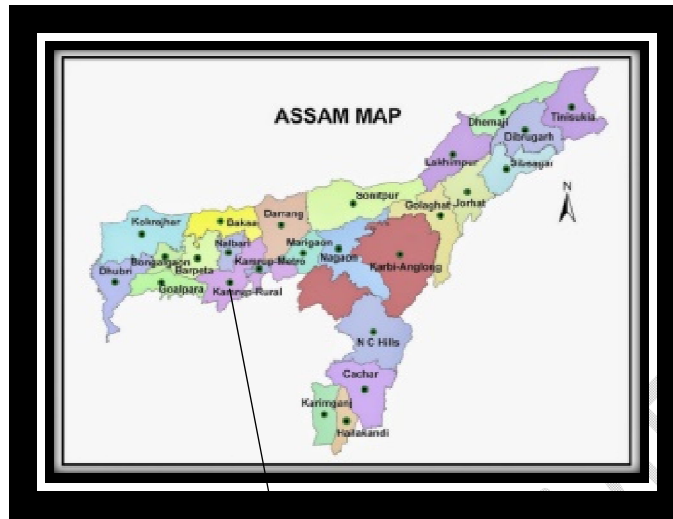 ASSAM MAP
Tinisukia
Dhemaji
Dibrugarh
Lakhimpur
Sibsagar
N
Sonitpur
Jorhat
Golaghat
Kokrajher
Baksa
Darrang
Nalbari
Marigaon
Nagaon
Bongaigaon
Kamrup-Metro
Karbi-Anglong
Dhubri
Barpeta
Goalpara
Kamrup-Rural
N C Hills
Cachar
Karimganj
Hailakandi